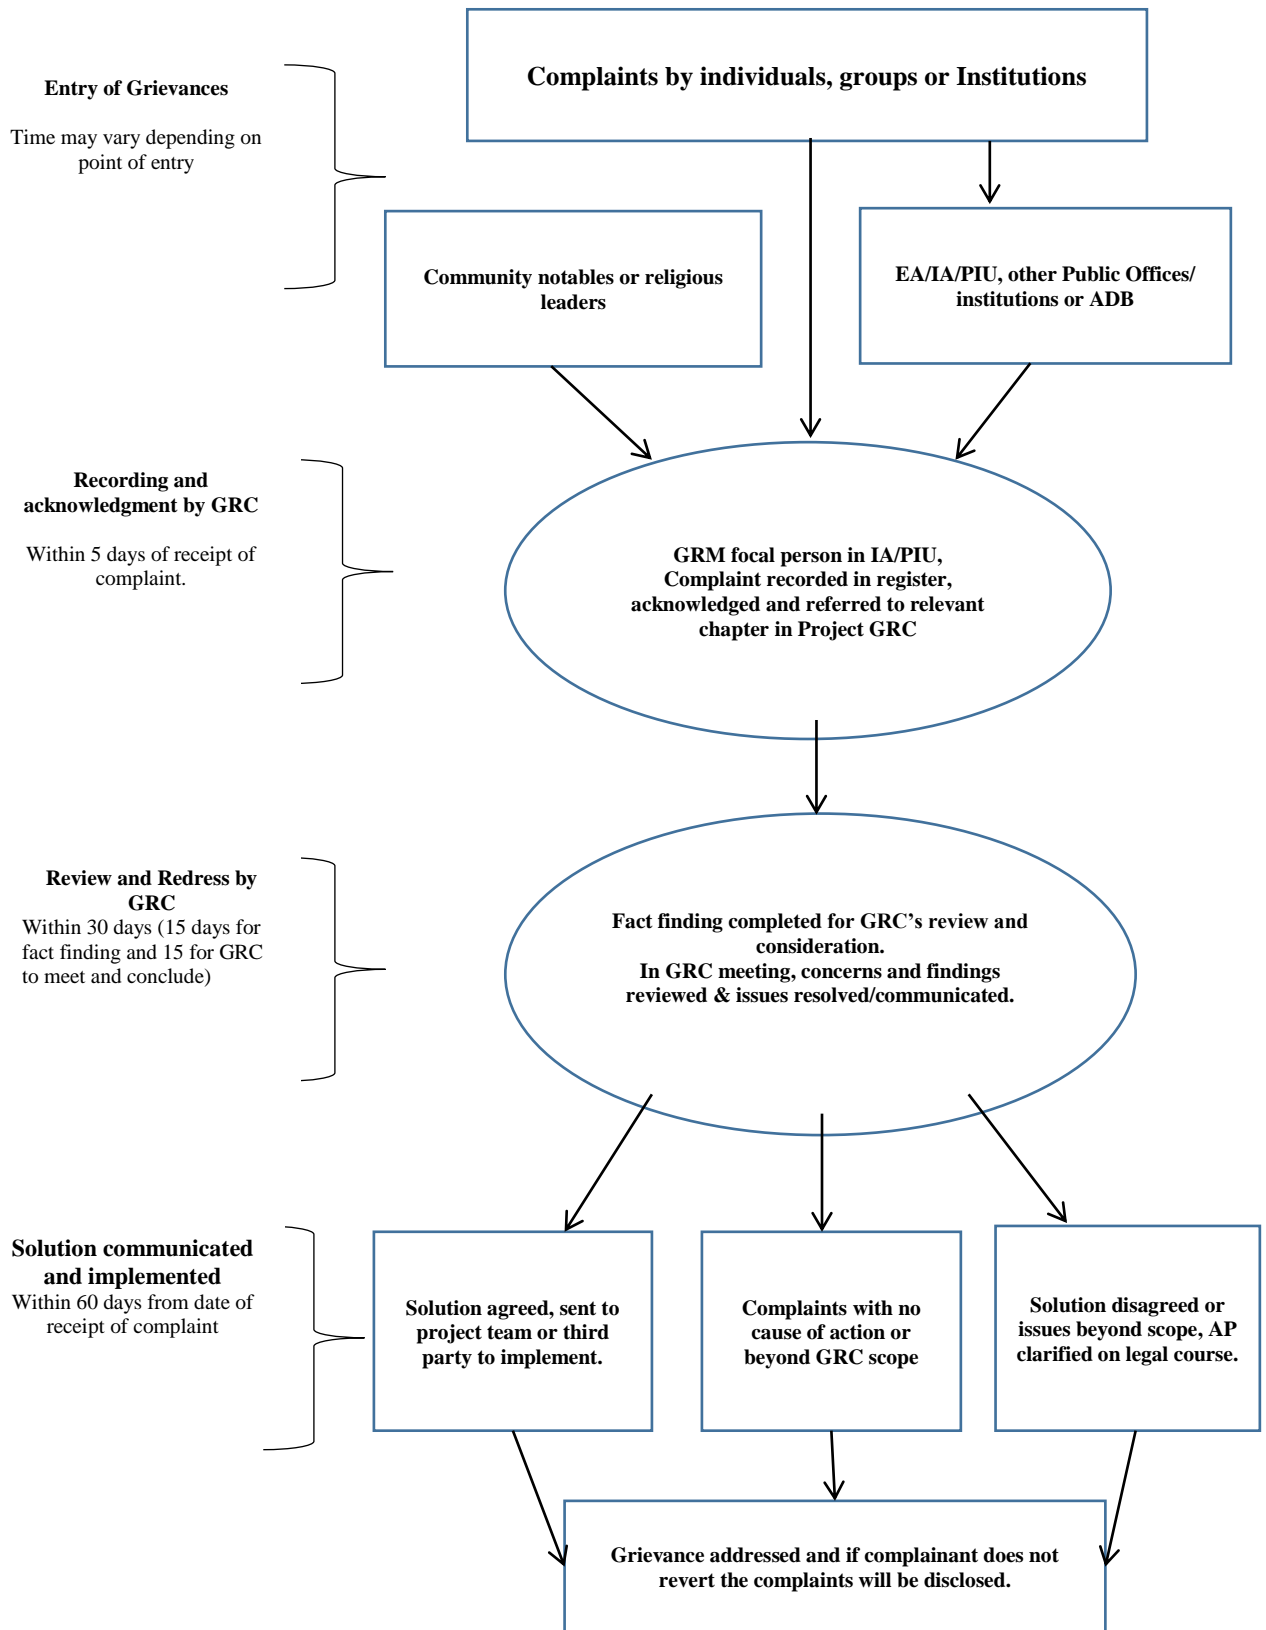 Complaints by individuals, groups or Institutions
Entry of Grievances
Time may vary depending on
point of entry
Community notables or religious
leaders
EA/IA/PIU, other Public Offices/
institutions or ADB
Recording and
acknowledgment by GRC
Within 5 days of receipt of
complaint.
GRM focal person in IA/PIU,
Complaint recorded in register,
acknowledged and referred to relevant
chapter in Project GRC
Review and Redress by
GRC
Within 30 days (15 days for
fact finding and 15 for GRC
to meet and conclude)
Fact finding completed for GRC’s review and
consideration.
In GRC meeting, concerns and findings
reviewed & issues resolved/communicated.
Solution communicated
and implemented
Within 60 days from date of
receipt of complaint
Solution agreed, sent to
project team or third
party to implement.
Complaints with no
cause of action or
beyond GRC scope
Solution disagreed or
issues beyond scope, AP
clarified on legal course.
Grievance addressed and if complainant does not
revert the complaints will be disclosed.